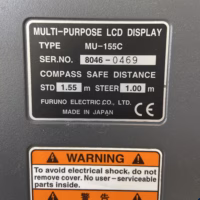 MULTI-PURPOSE LCD DISPLAY
TYPE MU-155C
SER.NO. 8046-0469
COMPASS SAFE DISTANCE
STD 1.55 m STEER 1.00 m
FURUNO ELECTRIC CO., LTD.
MADE IN JAPAN
WARNING
To avoid electrical shock, do not
remove cover. No user-serviceable
parts inside.